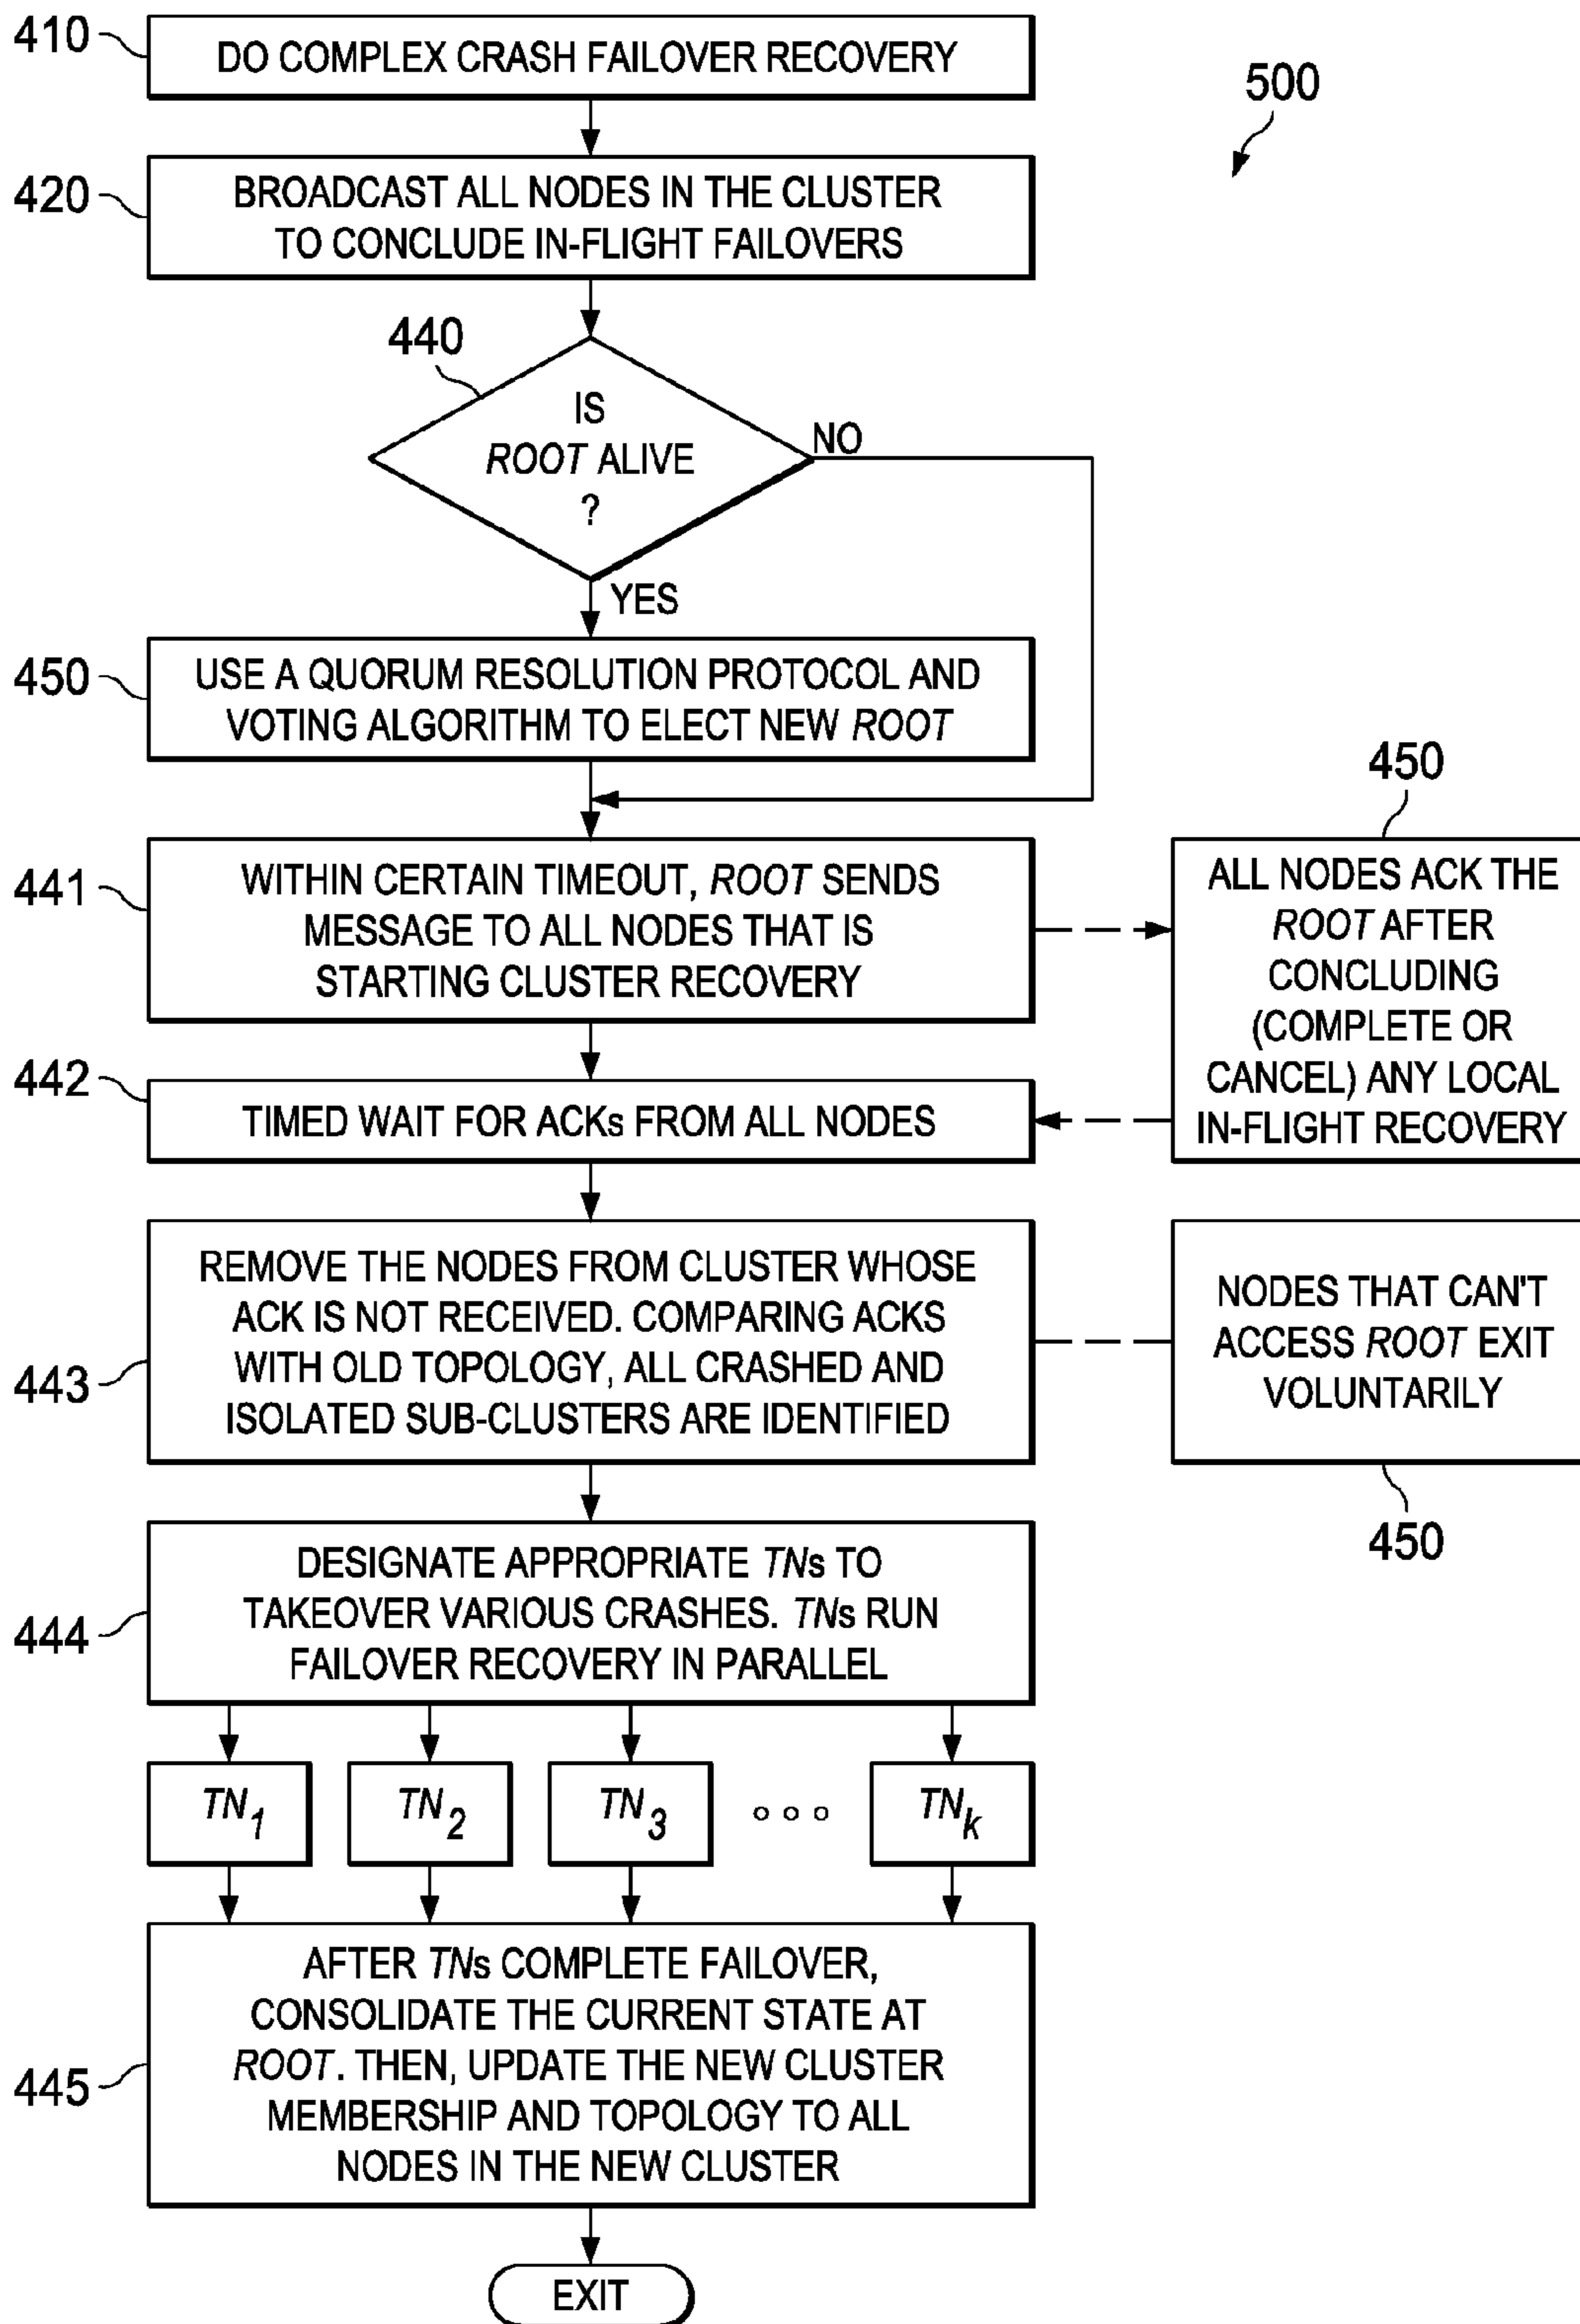 410
DO COMPLEX CRASH FAILOVER RECOVERY
500
420
BROADCAST ALL NODES IN THE CLUSTER
TO CONCLUDE IN-FLIGHT FAILOVERS
440
IS
ROOT ALIVE
?
NO
YES
450
USE A QUORUM RESOLUTION PROTOCOL AND
VOTING ALGORITHM TO ELECT NEW ROOT
441
WITHIN CERTAIN TIMEOUT, ROOT SENDS
MESSAGE TO ALL NODES THAT IS
STARTING CLUSTER RECOVERY
450
ALL NODES ACK THE
ROOT AFTER
CONCLUDING
(COMPLETE OR
CANCEL) ANY LOCAL
IN-FLIGHT RECOVERY
442
TIMED WAIT FOR ACKs FROM ALL NODES
443
REMOVE THE NODES FROM CLUSTER WHOSE
ACK IS NOT RECEIVED. COMPARING ACKS
WITH OLD TOPOLOGY, ALL CRASHED AND
ISOLATED SUB-CLUSTERS ARE IDENTIFIED
NODES THAT CAN'T
ACCESS ROOT EXIT
VOLUNTARILY
450
444
DESIGNATE APPROPRIATE TNs TO
TAKEOVER VARIOUS CRASHES. TNs RUN
FAILOVER RECOVERY IN PARALLEL
TN1
TN2
TN3
TNk
445
AFTER TNs COMPLETE FAILOVER,
CONSOLIDATE THE CURRENT STATE AT
ROOT. THEN, UPDATE THE NEW CLUSTER
MEMBERSHIP AND TOPOLOGY TO ALL
NODES IN THE NEW CLUSTER
EXIT